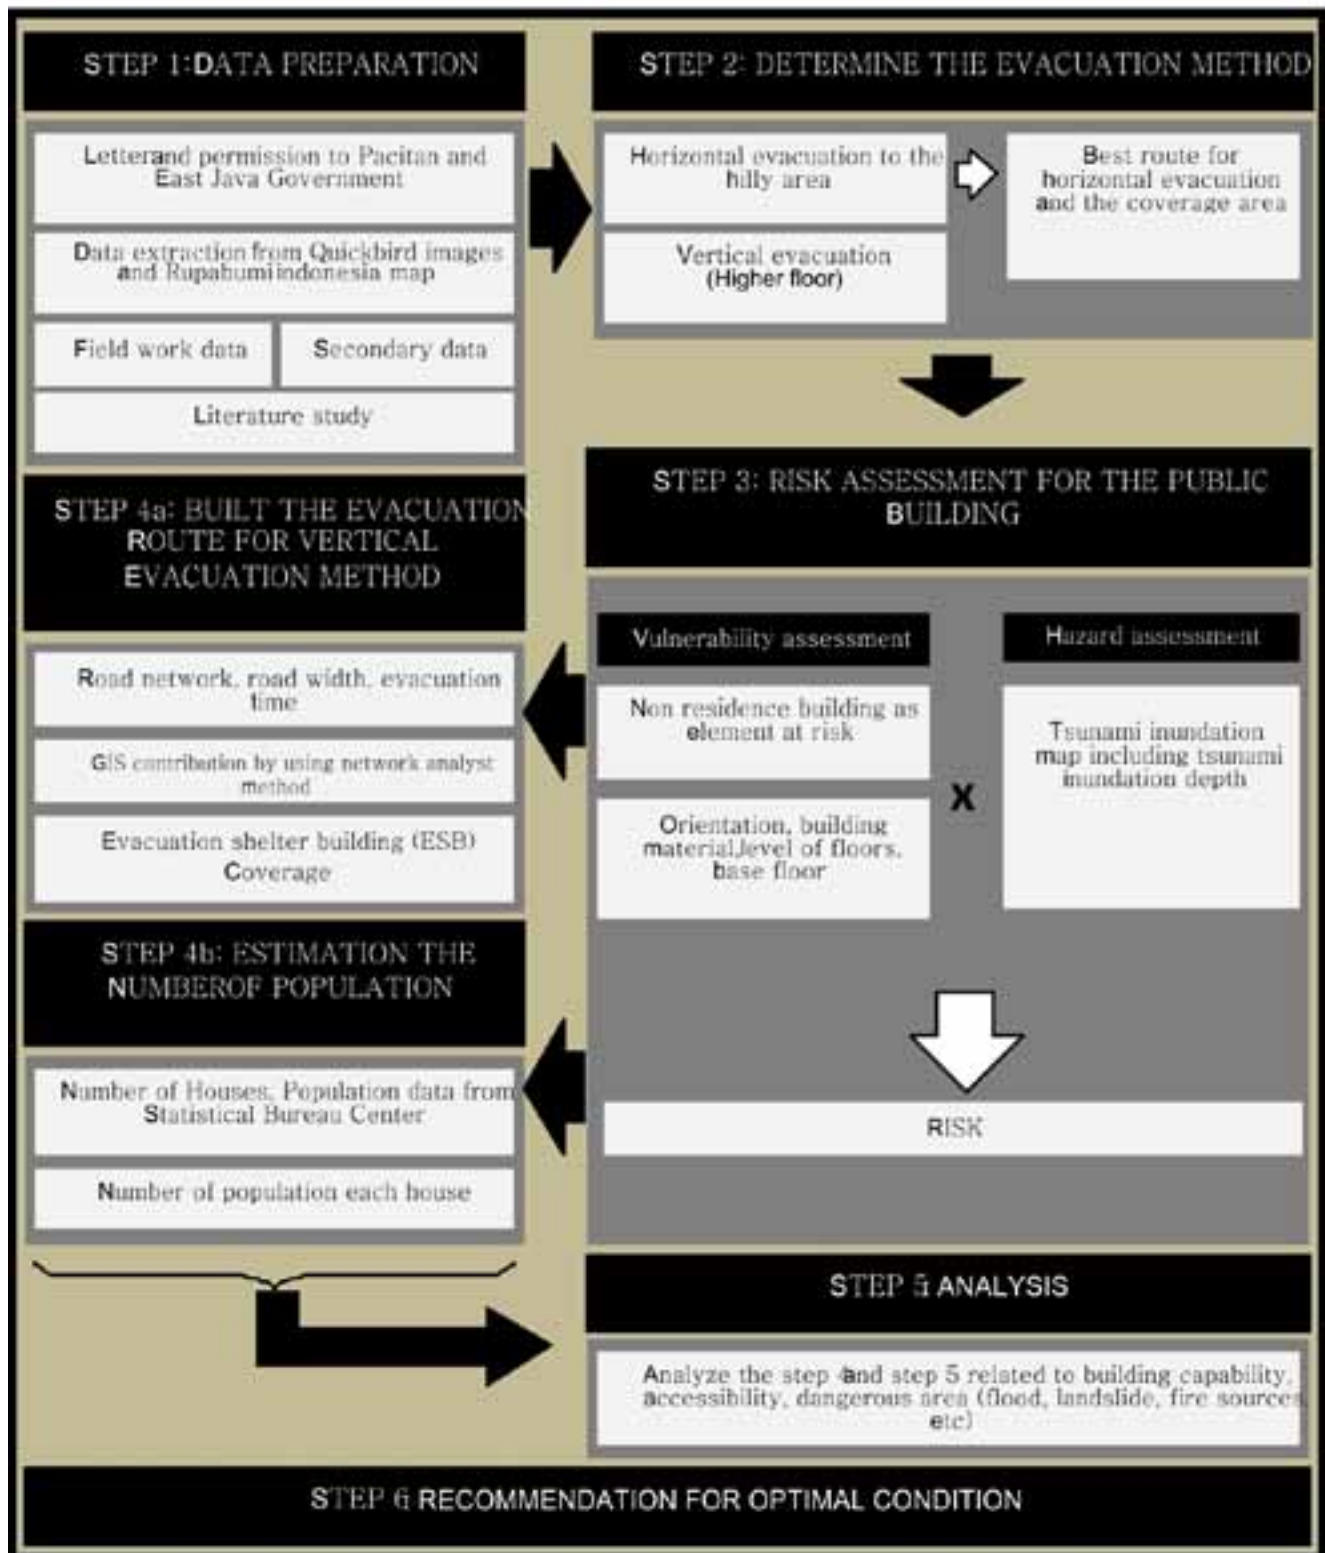 STEP 1:DATA PREPARATION
Letterand permission to Pacitan and
East Java Government
Data extraction from Quickbird images
and Rupabumi indonesia map
Field work data
Secondary data
Literature study
STEP 2: DETERMINE THE EVACUATION METHOD
Horizontal evacuation to the
hilly area
Vertical evacuation
(Higher floor)
Best route for
horizontal evacuation
and the coverage area
STEP 3: RISK ASSESSMENT FOR THE PUBLIC
BUILDING
Vulnerability assessment
Non residence building as
element at risk
Orientation, building
material,level of floors,
base floor
X
Hazard assessment
Tsunami inundation
map including tsunami
inundation depth
RISK
STEP 4a: BUILT THE EVACUATION
ROUTE FOR VERTICAL
EVACUATION METHOD
Road network, road width, evacuation
time
GIS contribution by using network analyst
method
Evacuation shelter building (ESB)
Coverage
STEP 4b: ESTIMATION THE
NUMBEROF POPULATION
Number of Houses, Population data from
Statistical Bureau Center
Number of population each house
STEP 5: ANALYSIS
Analyze the step 4and step 5 related to building capability,
accessibility, dangerous area (flood, landslide, fire sources,
etc)
STEP 6 RECOMMENDATION FOR OPTIMAL CONDITION